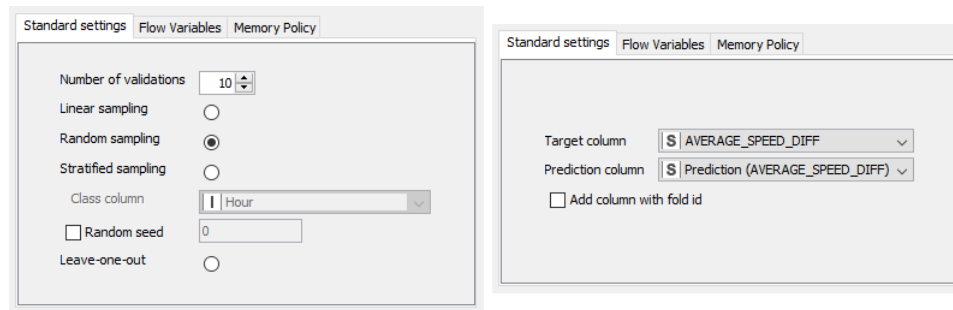 Standard settings Flow Variables Memory Policy
Number of validations 10
Linear sampling
Random sampling
Stratified sampling
Class column I Hour
Random seed 0
Leave-one-out
Standard settings Flow Variables Memory Policy
Target column S AVERAGE_SPEED_DIFF
Prediction column S Prediction (AVERAGE_SPEED_DIFF)
Add column with fold id